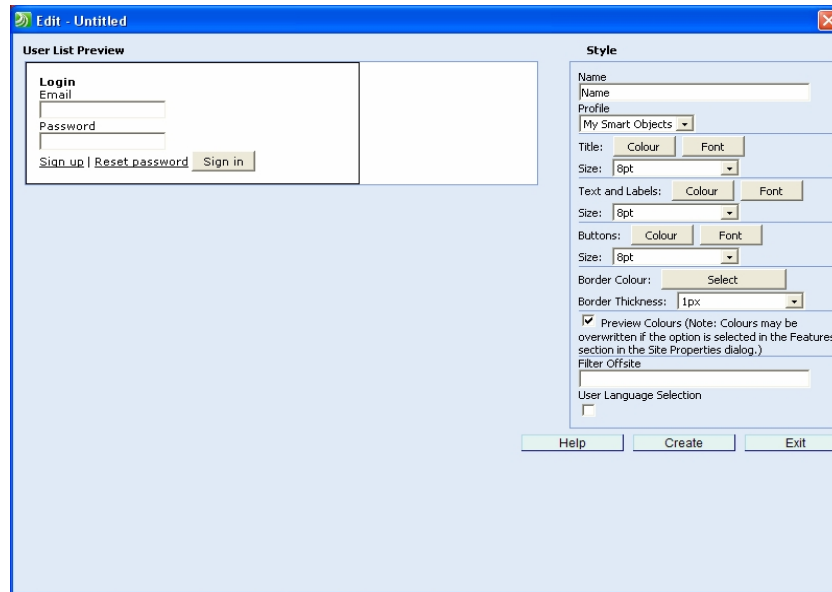 Edit - Untitled
User List Preview
Login
Email
Password
Sign up | Reset password Sign in
Style
Name
Name
Profile
My Smart Objects
Title: Colour Font
Size: 8pt
Text and Labels: Colour Font
Size: 8pt
Buttons: Colour Font
Size: 8pt
Border Colour: Select
Border Thickness: 1px
Preview Colours (Note: Colours may be
overwritten if the option is selected in the Features
section in the Site Properties dialog.)
Filter Offsite
User Language Selection
Help Create Exit